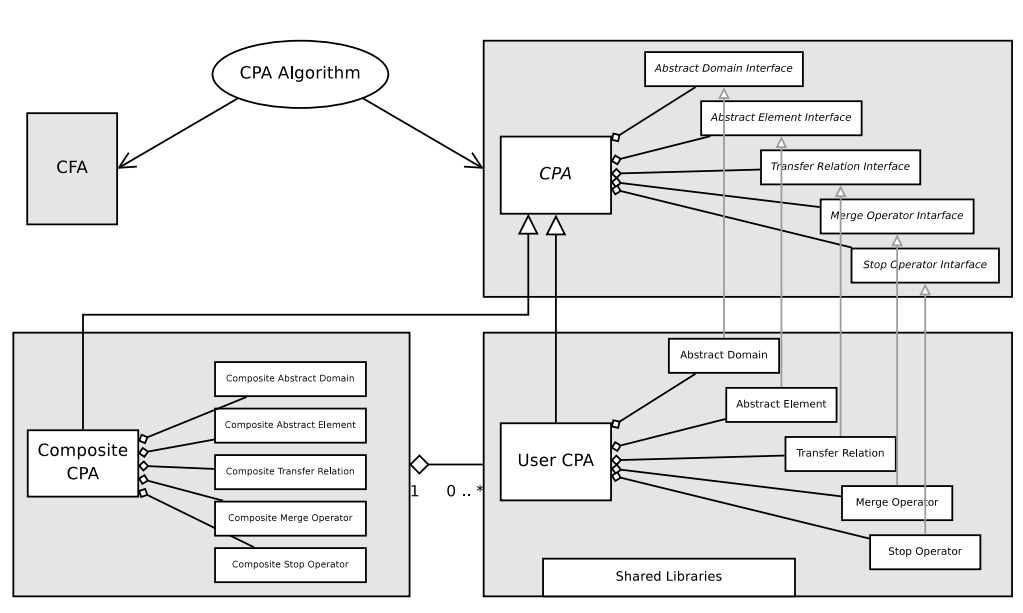 CPA Algorithm
CFA
CPA
Abstract Domain Interface
Abstract Element Interface
Transfer Relation Interface
Merge Operator Intarface
Stop Operator Intarface
Composite
CPA
Composite Abstract Domain
Composite Abstract Element
Composite Transfer Relation
Composite Merge Operator
Composite Stop Operator
1 0 .. *
User CPA
Abstract Domain
Abstract Element
Transfer Relation
Merge Operator
Stop Operator
Shared Libraries